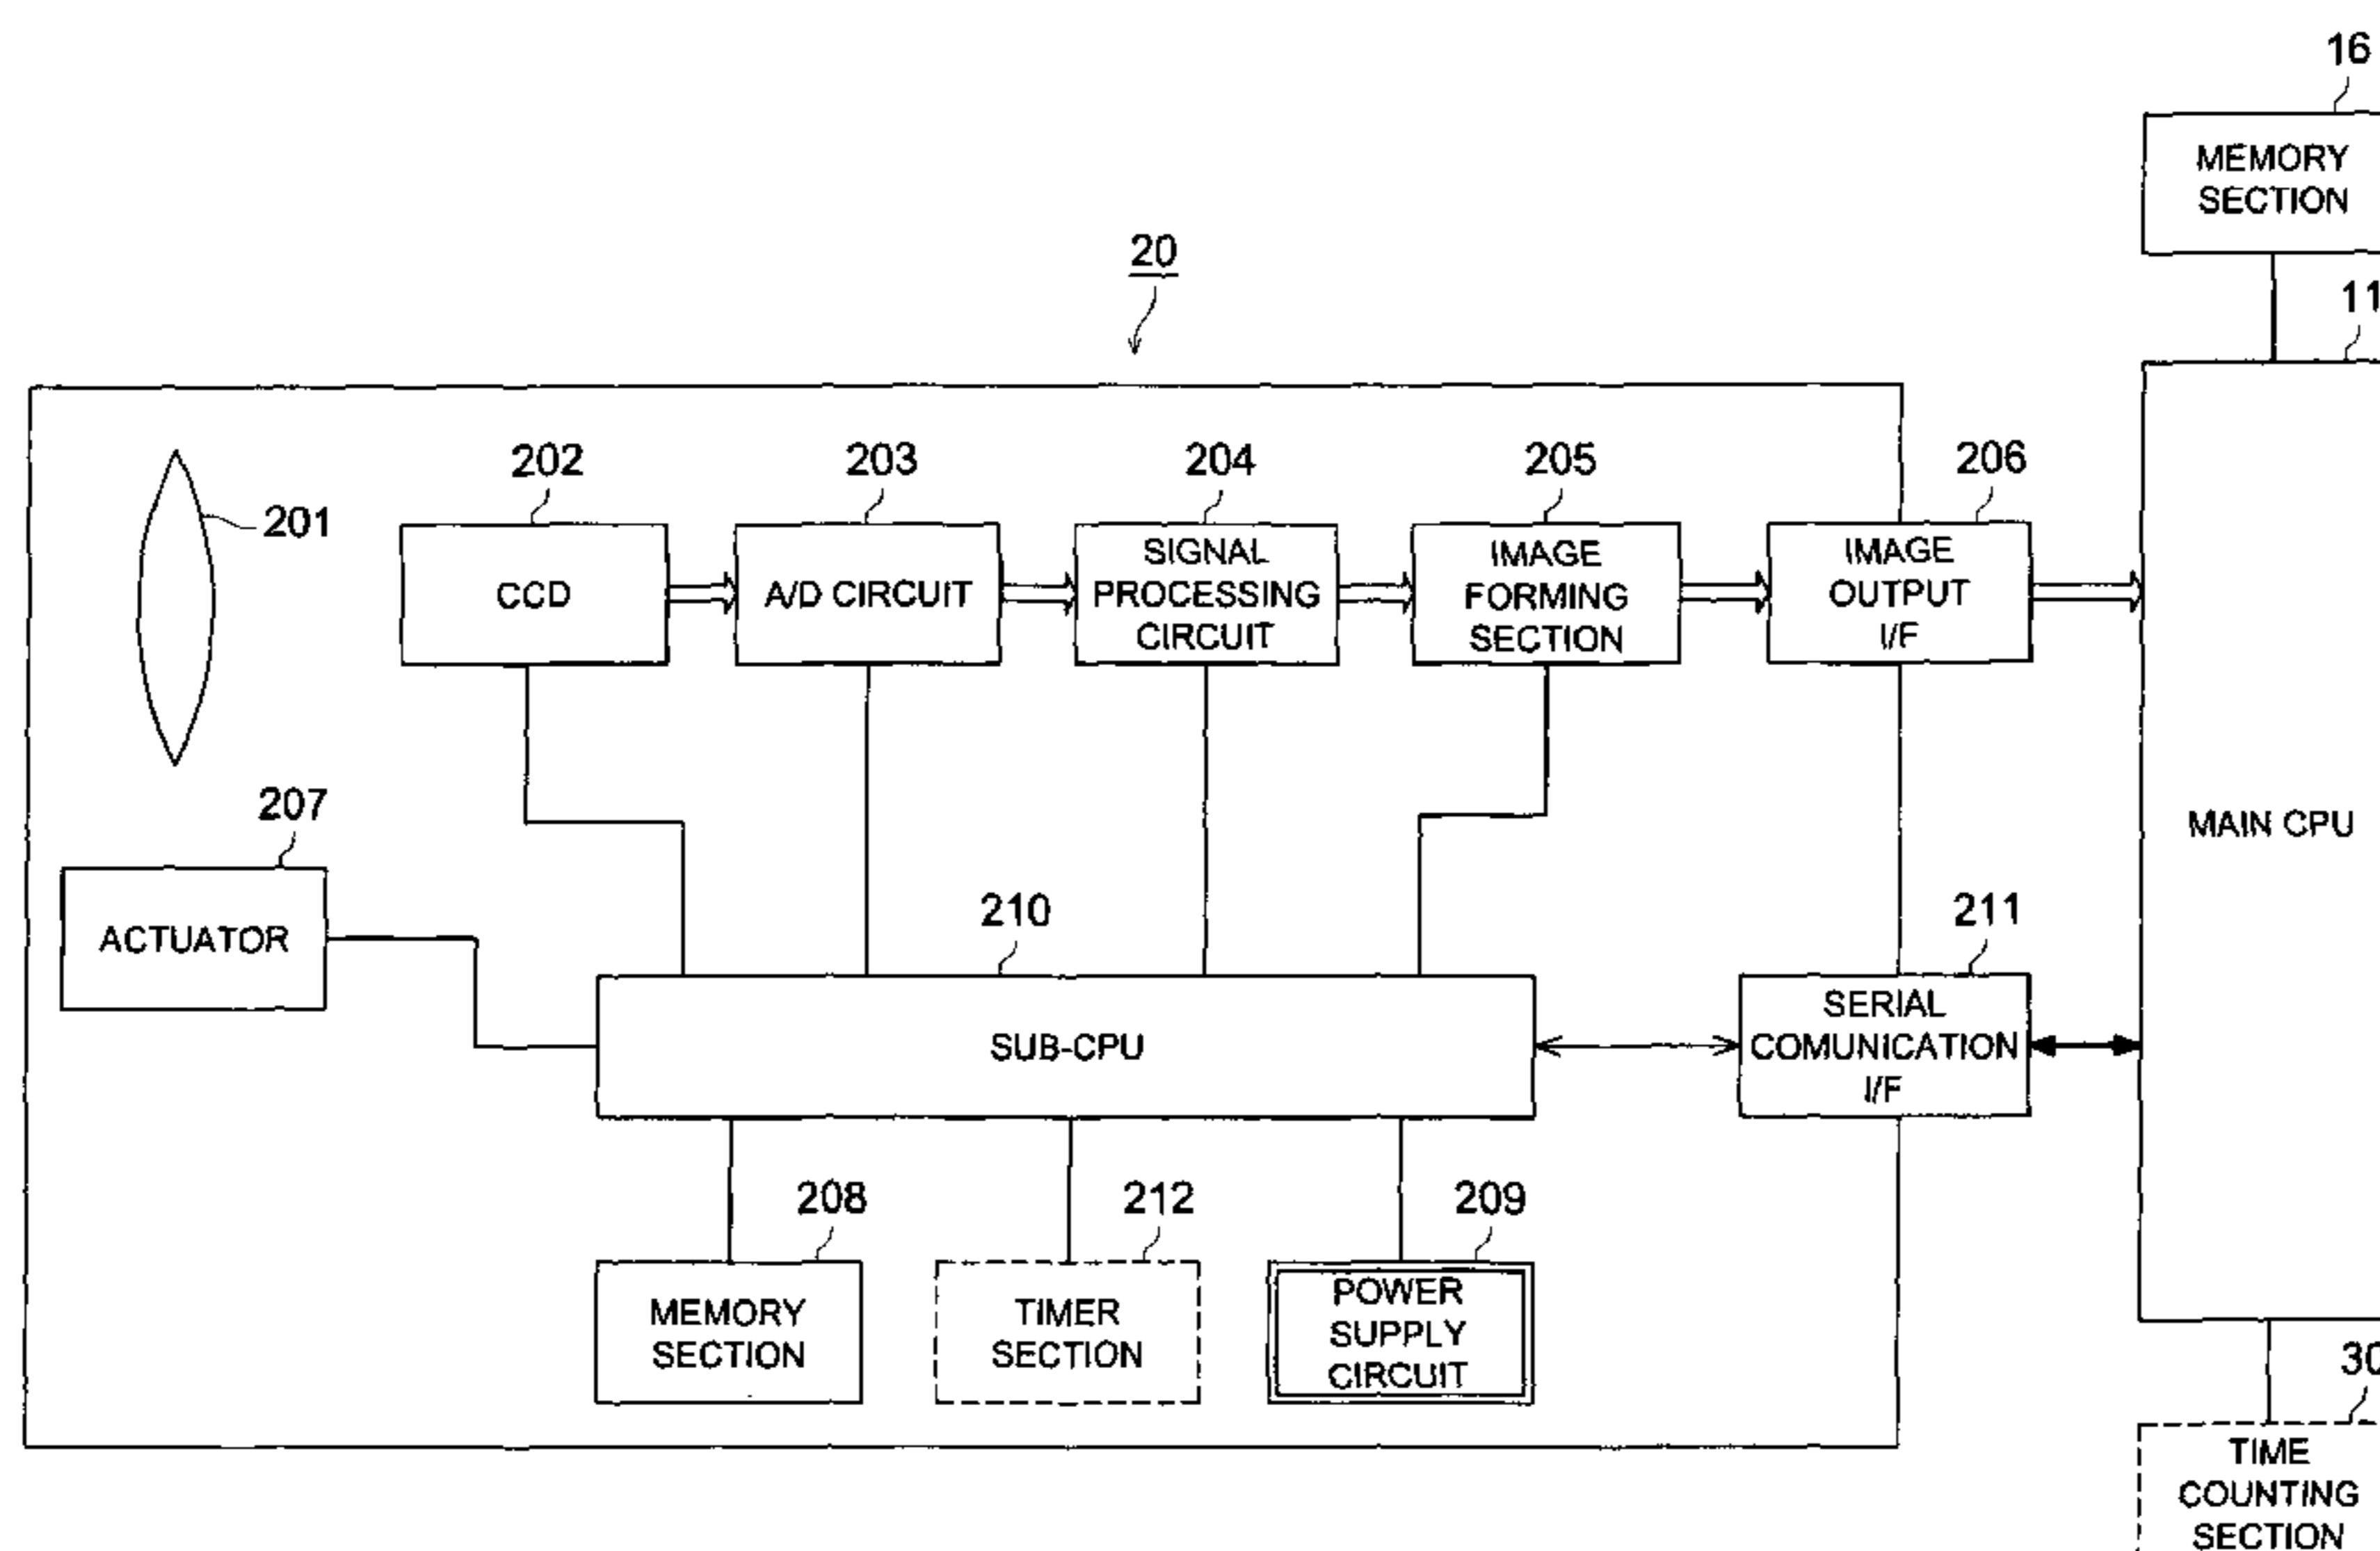 16
MEMORY
SECTION
20
11
202
203
204
205
206
201
CCD
A/D CIRCUIT
SIGNAL
PROCESSING
CIRCUIT
IMAGE
FORMING
SECTION
IMAGE
OUTPUT
I/F
MAIN CPU
207
ACTUATOR
210
SUB-CPU
211
SERIAL
COMUNICATION
I/F
208
MEMORY
SECTION
212
TIMER
SECTION
209
POWER
SUPPLY
CIRCUIT
30
TIME
COUNTING
SECTION